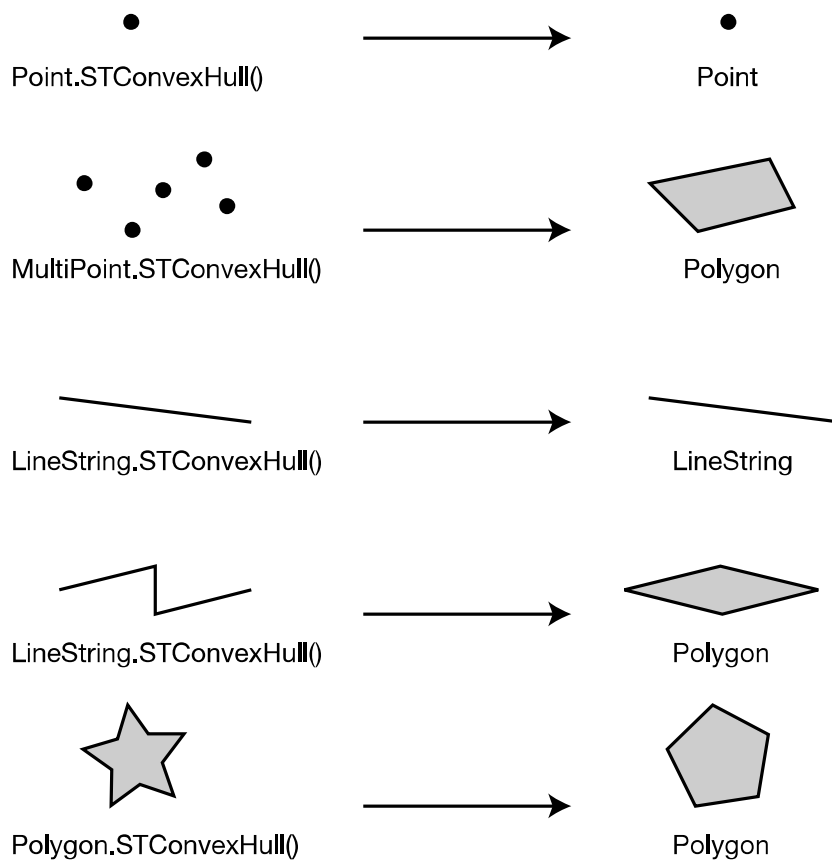 Point.STConvexHull()
Point
MultiPoint.STConvexHull()
Polygon
LineString.STConvexHull()
LineString
LineString.STConvexHull()
Polygon
Polygon.STConvexHull()
Polygon